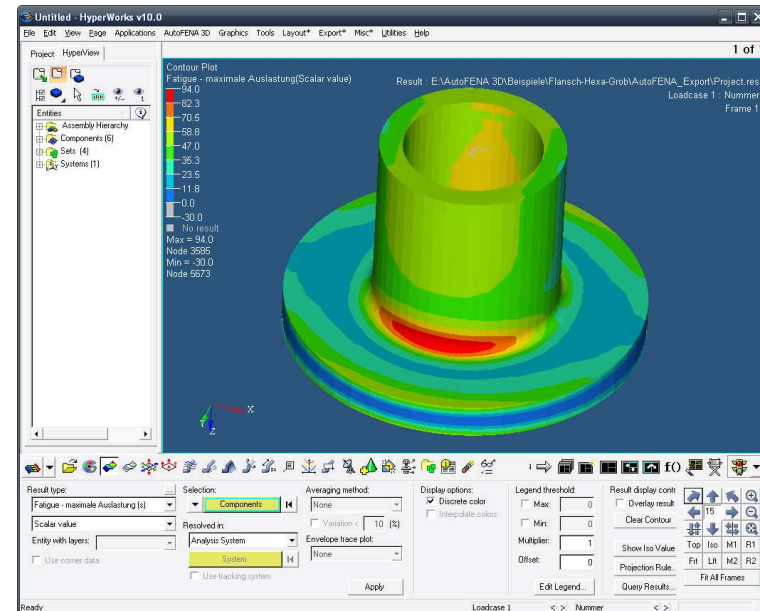 Untitled - HyperWorks v10.0
File Edit View Page Applications AutoFENA 3D Graphics Tools Layout* Export* Misc* Utilities Help
Project HyperView
1 of
Contour Plot
Fatigue - maximale Auslastung(Scalar value)
Result : E:\AutoFENA 3D\Beispiele\Flansch-Hexa-Grob\AutoFENA_Export\Project.res
Loadcase 1 : Nummer
Frame 1
94.0
82.3
70.5
58.8
47.0
35.3
23.5
11.8
0.0
-30.0
No result
Max = 94.0
Node 3585
Min = -30.0
Node 5673
Entities
Assembly Hierarchy
Components (6)
Sets (4)
Systems (1)
X
Y
Z
Result type:
Fatigue - maximale Auslastung (s)
Scalar value
Entity with layers:
Use corner data
Selection:
Components
Resolved in:
Analysis System
System
Use tracking system
Averaging method:
None
Variation < 10 (%)
Envelope trace plot:
None
Apply
Display options:
Discrete color
Interpolate colors
Legend threshold:
Max: 0
Min: 0
Multiplier: 1
Offset: 0
Edit Legend...
Result display contr
Overlay result
Clear Contour
Show Iso Value
Projection Rule..
Query Results...
f()
15
Top Iso M1 R1
Frt Lft M2 R2
Fit All Frames
Ready
Loadcase 1 < > Nummer < >